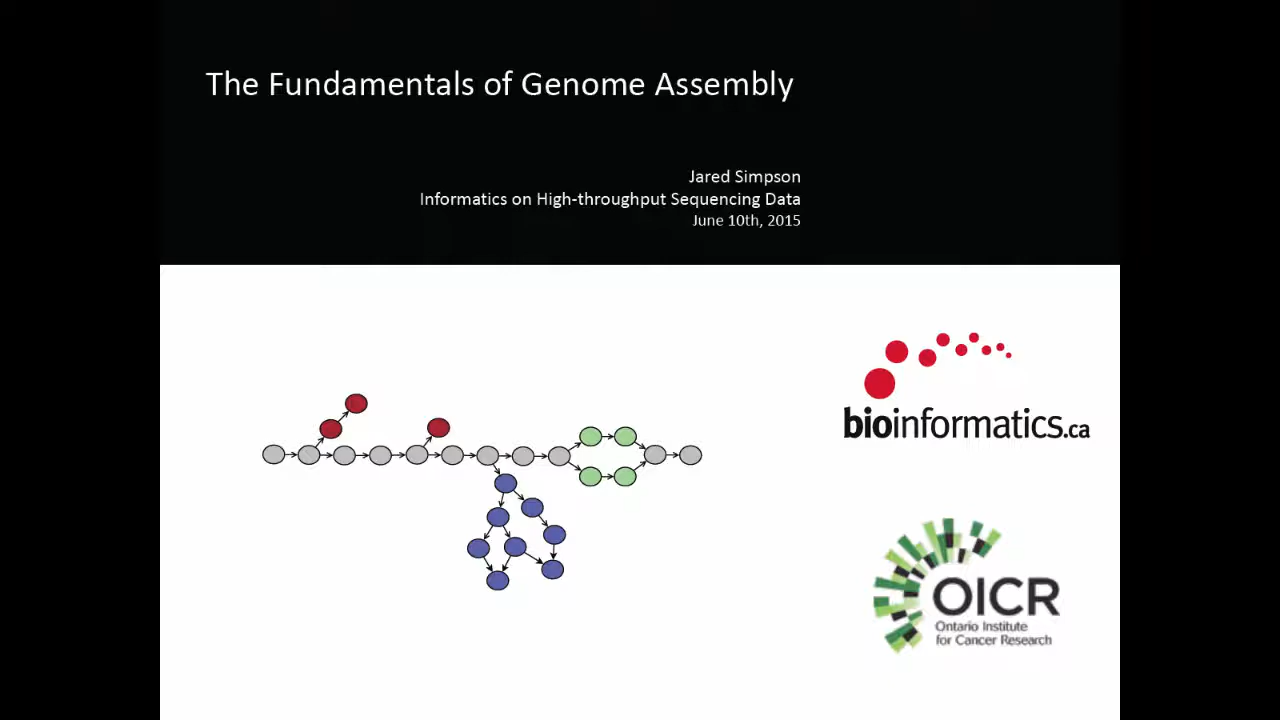 The Fundamentals of Genome Assembly
Jared Simpson
Informatics on High-throughput Sequencing Data
June 10th, 2015
bioinformatics.ca
OICR
Ontario Institute
for Cancer Research